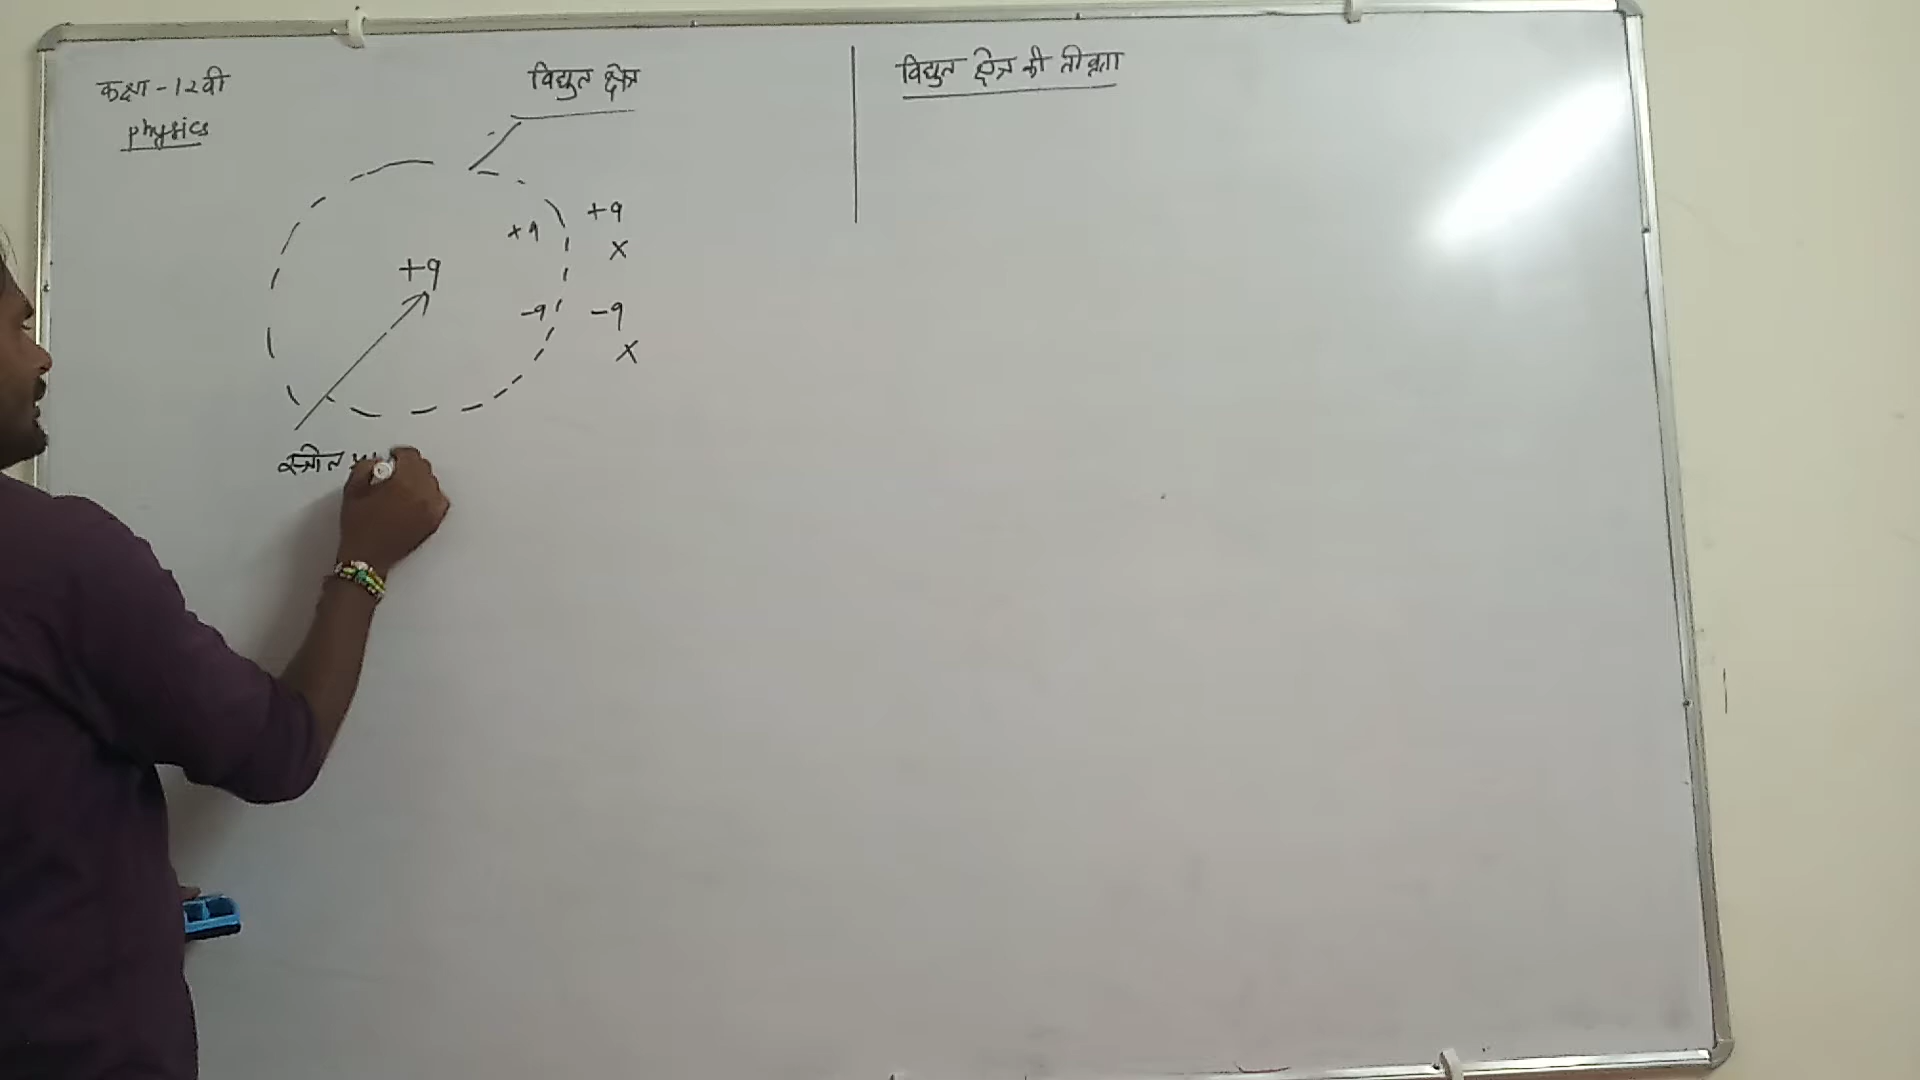 कक्षा - 12वी
physics
विद्युत क्षेत्र
+q
+q
+q
x
-q
-q
x
स्त्रोत
विद्युत क्षेत्र की तीव्रता